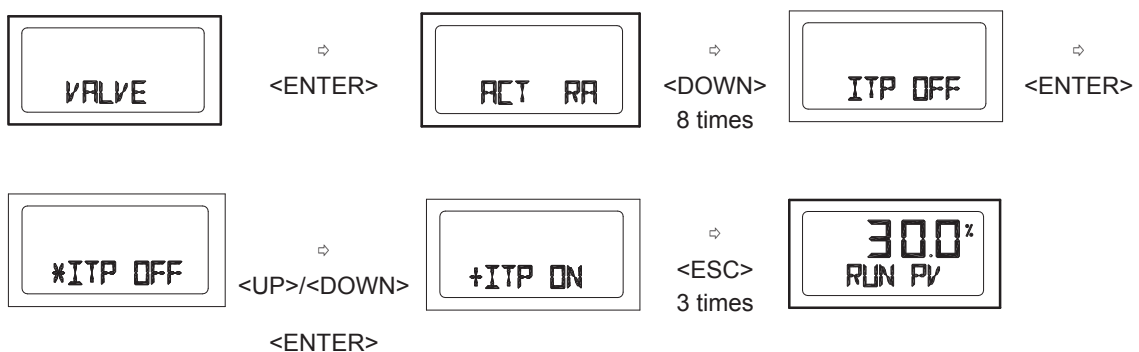 VALVE
⇨
<ENTER>
ACT RA
⇨
<DOWN>
8 times
ITP OFF
⇨
<ENTER>
*ITP OFF
⇨
<UP>/<DOWN>
<ENTER>
+ITP ON
⇨
<ESC>
3 times
30.0%
RUN PV